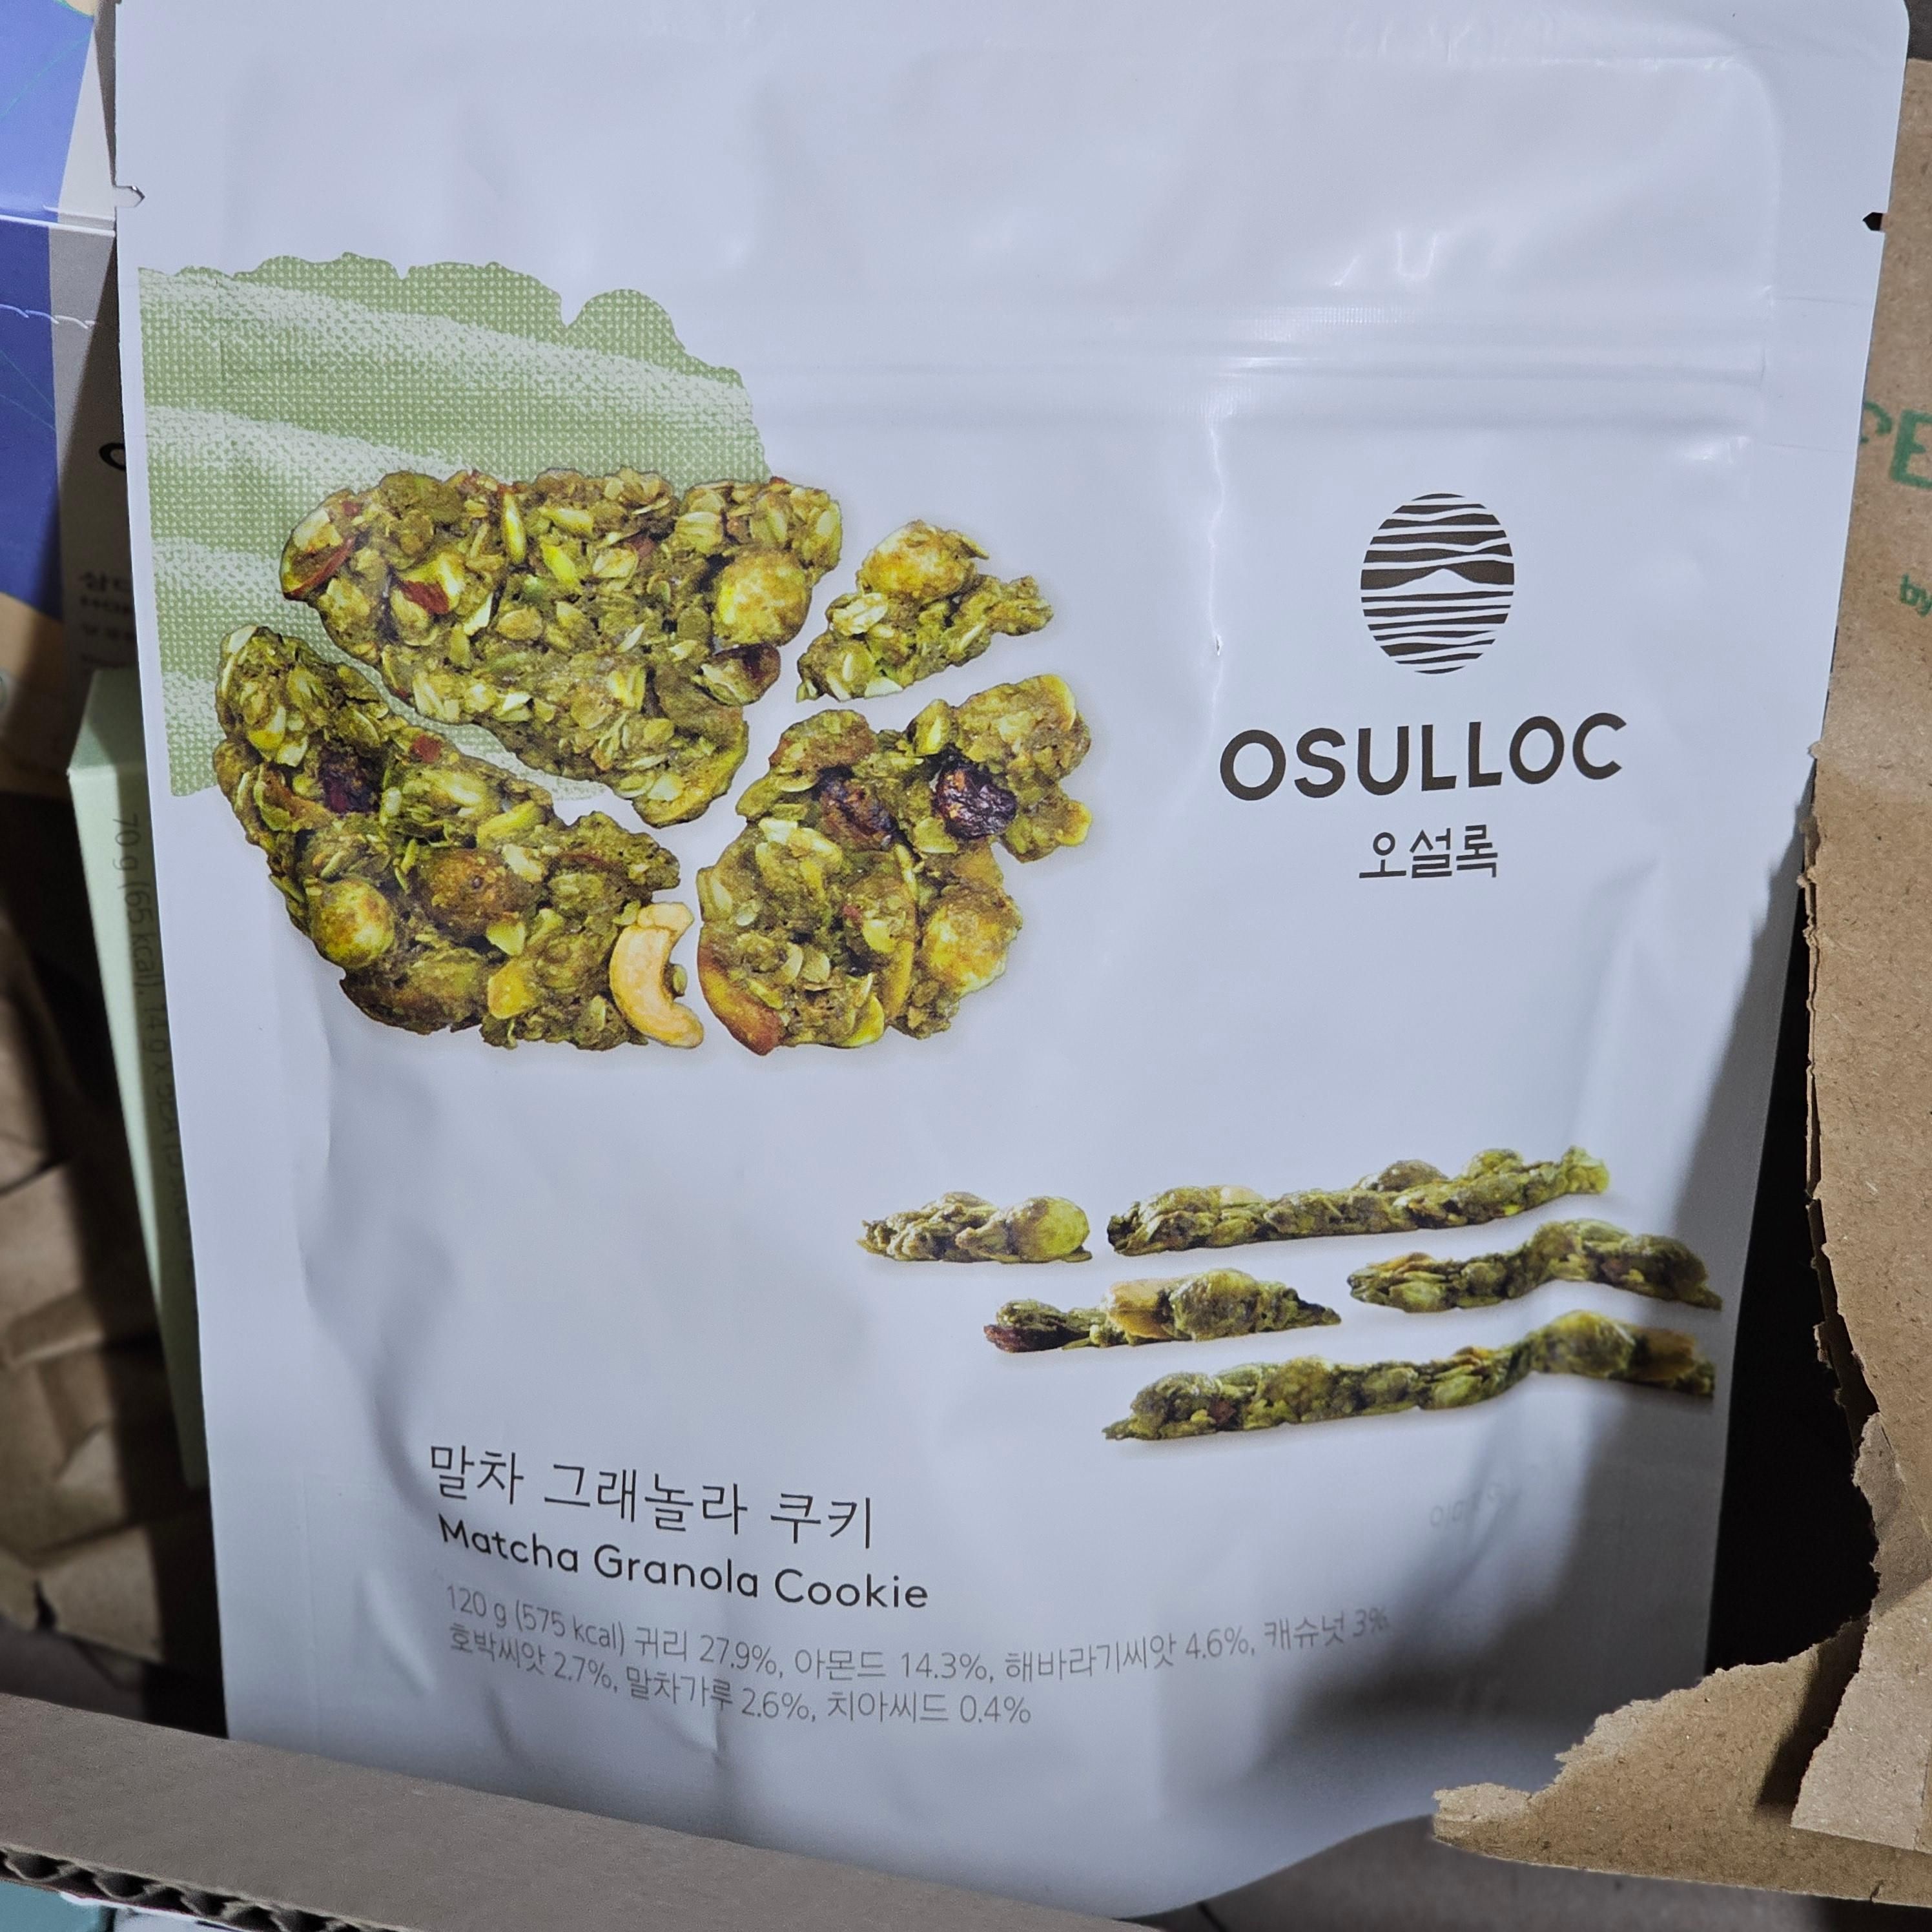 OSULLOC
오설록
말차 그래놀라 쿠키
Matcha Granola Cookie
120 g (575 kcal) 귀리 27.9%, 아몬드 14.3%, 해바라기씨앗 4.6%, 캐슈넛 3%
호박씨앗 2.7%, 말차가루 2.6%, 치아씨드 0.4%
70 g (65 kcal)